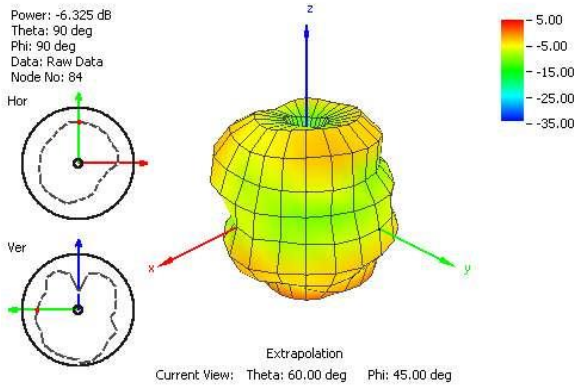 Power: -6.325 dB
Theta: 90 deg
Phi: 90 deg
Data: Raw Data
Node No: 84
Hor
Ver
z
x
y
5.00
-5.00
-15.00
-25.00
-35.00
Extrapolation
Current View: Theta: 60.00 deg Phi: 45.00 deg